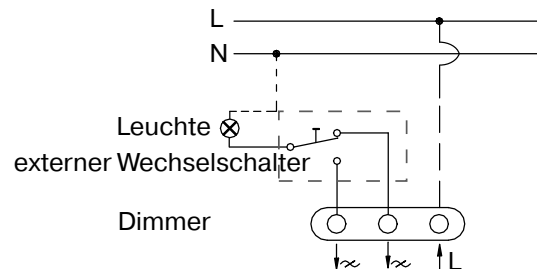 L
N
Leuchte
externer Wechselschalter
Dimmer
L